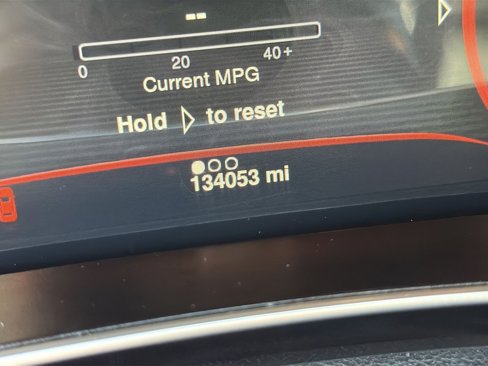 --
0 20 40+
Current MPG
Hold ▷ to reset
134053 mi